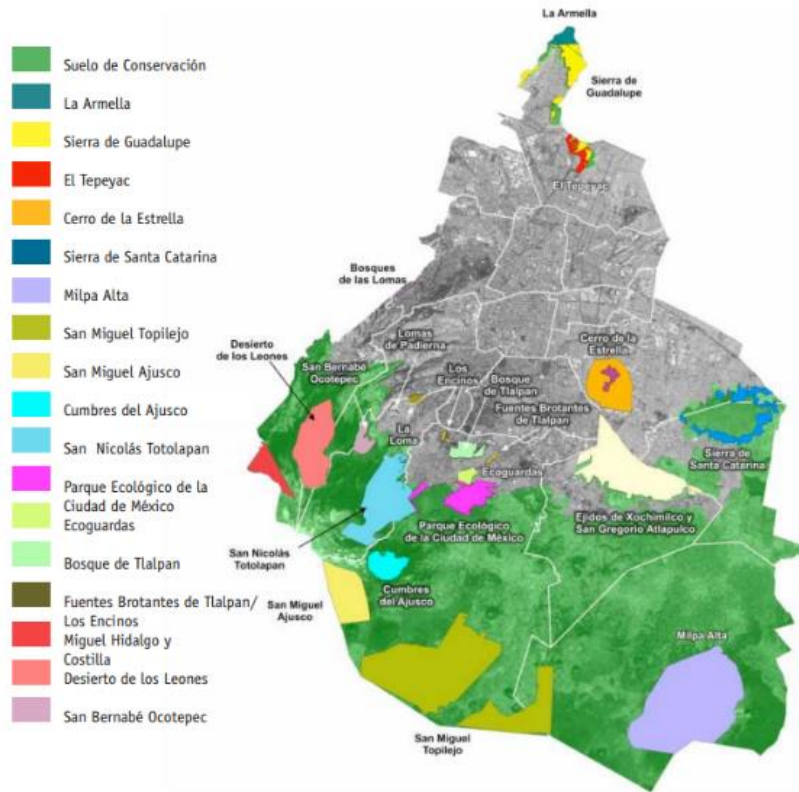 Suelo de Conservación
La Armella
Sierra de Guadalupe
El Tepeyac
Cerro de la Estrella
Sierra de Santa Catarina
Milpa Alta
San Miguel Topilejo
San Miguel Ajusco
Cumbres del Ajusco
San Nicolás Totolapan
Parque Ecológico de la
Ciudad de México
Ecoguardas
Bosque de Tlalpan
Fuentes Brotantes de Tlalpan/
Los Encinos
Miguel Hidalgo y
Costilla
Desierto de los Leones
San Bernabé Ocotepec
La Armella
Sierra de
Guadalupe
El Tepeyac
Bosques
de las Lomas
Lomas
de Padierna
Desierto
de los Leones
San Bernabé
Ocotepec
Los
Encinos
Bosque
de Tlalpan
Cerro de la
Estrella
Fuentes Brotantes
de Tlalpan
La
Loma
Ecoguardas
Sierra de
Santa Catarina
Parque Ecológico
de la Ciudad de México
Ejidos de Xochimilco y
San Gregorio Atlapulco
San Nicolás
Totolapan
Cumbres
del Ajusco
San Miguel
Ajusco
Milpa Alta
San Miguel
Topilejo